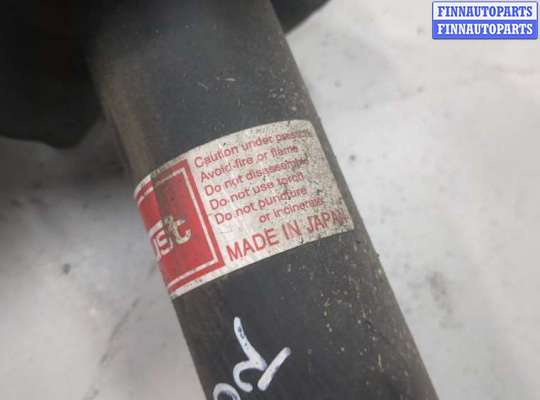 FINNAUTOPARTS
FINNAUTOPARTS
Caution under pressure
Avoid fire or flame
Do not disassemble
Do not use torch
Do not puncture
or incinerate
MADE IN JAPAN